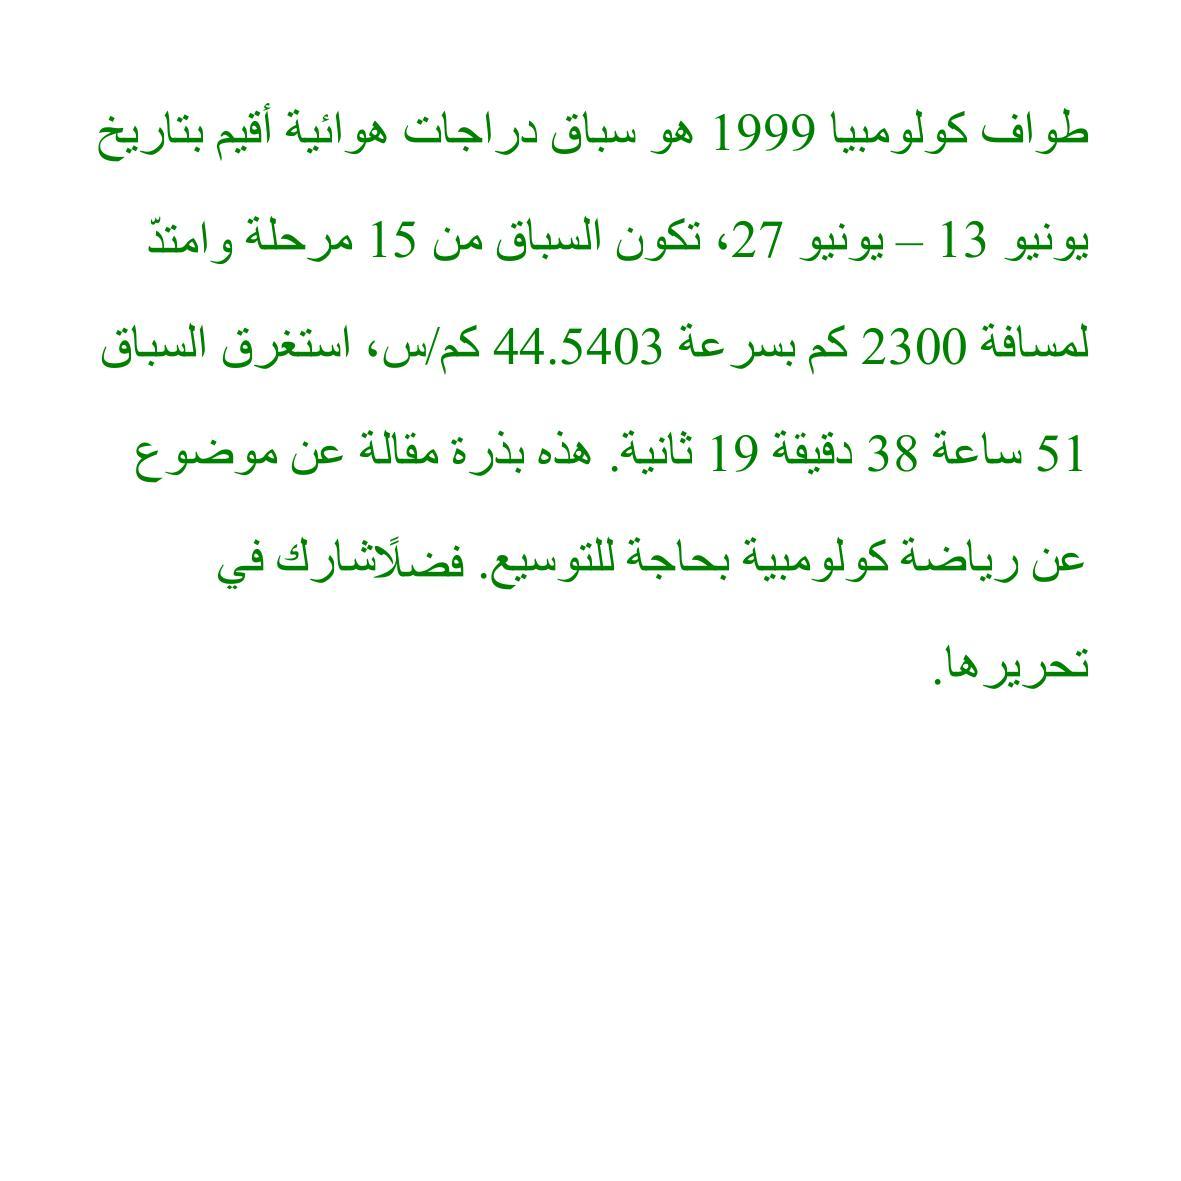 طواف كولومبيا 1999 هو سباق دراجات هوائية أقيم بتاريخ
يونيو 13 – يونيو 27، تكون السباق من 15 مرحلة وامتدّ
لمسافة 2300 كم بسرعة 44.5403 كم/س، استغرق السباق
51 ساعة 38 دقيقة 19 ثانية. هذه بذرة مقالة عن موضوع
عن رياضة كولومبية بحاجة للتوسيع. فضلًاشارك في
تحريرها.